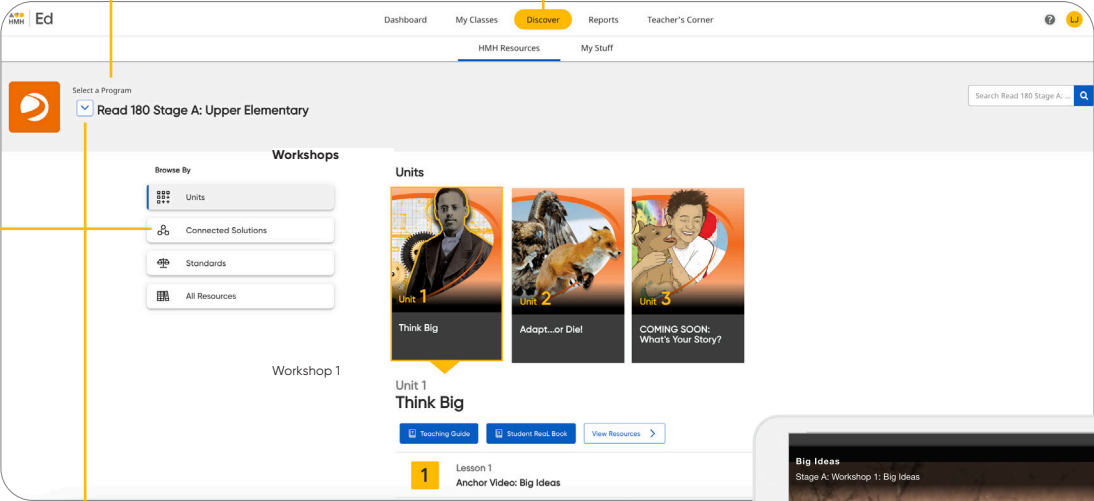 HMH Ed
Dashboard My Classes Discover Reports Teacher's Corner
? LJ
HMH Resources My Stuff
Select a Program
Read 180 Stage A: Upper Elementary
Search Read 180 Stage A: ...
Workshops
Browse By
Units
Connected Solutions
Standards
All Resources
Workshop 1
Units
Unit 1
Think Big
Unit 2
Adapt...or Die!
Unit 3
COMING SOON:
What's Your Story?
Unit 1
Think Big
Teaching Guide Student ReaL Book View Resources
1
Lesson 1
Anchor Video: Big Ideas
Big Ideas
Stage A: Workshop 1: Big Ideas